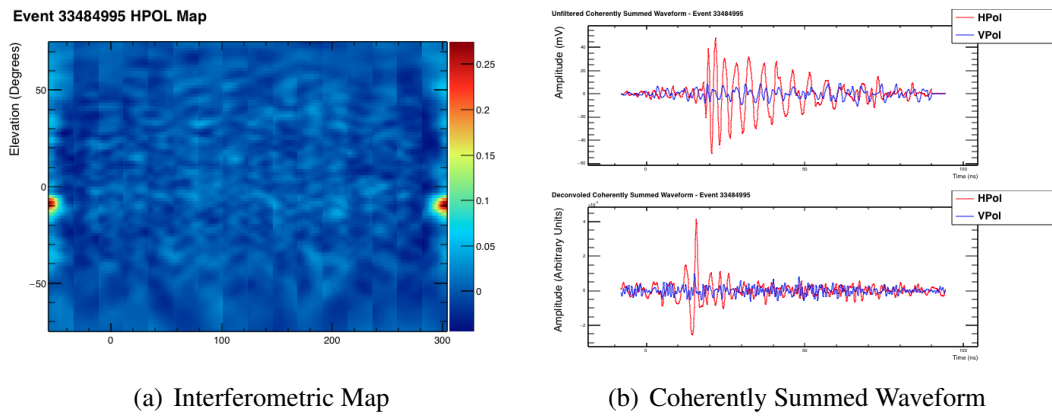 Event 33484995 HPOL Map
Elevation (Degrees)
50
0
−50
0 100 200 300
0.25
0.2
0.15
0.1
0.05
0
(a) Interferometric Map
Unfiltered Coherently Summed Waveform - Event 33484995
HPol
VPol
Amplitude (mV)
40
20
0
−20
−40
−60
0 50 100
Time (ns)
Deconvolved Coherently Summed Waveform - Event 33484995
HPol
VPol
Amplitude (Arbitrary Units)
4
2
0
−2
0 50 100
Time (ns)
(b) Coherently Summed Waveform